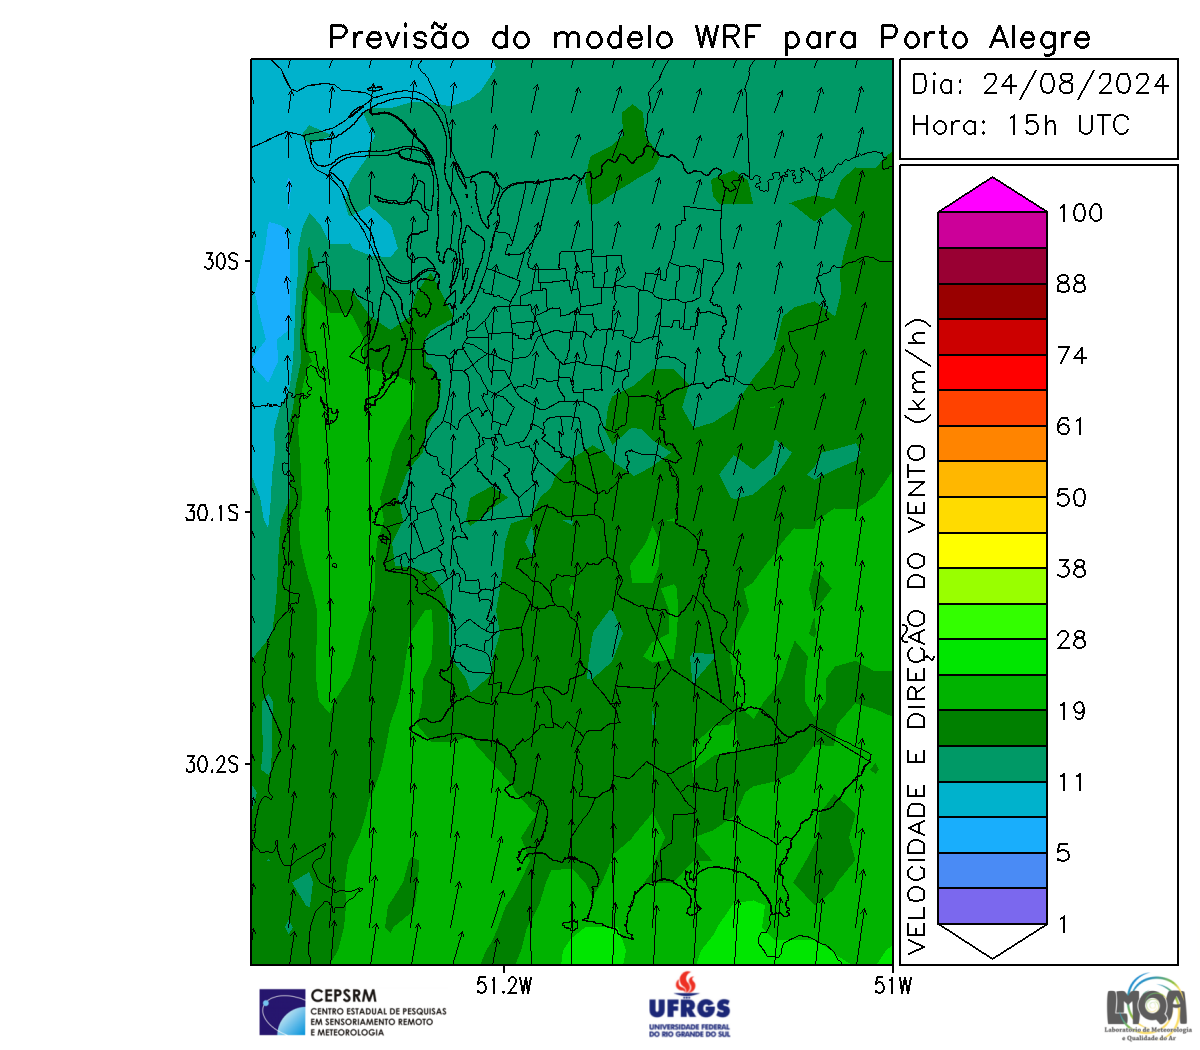 Previsão do modelo WRF para Porto Alegre
Dia: 24/08/2024
Hora: 15h UTC
30S
30.1S
30.2S
51.2W
51W
VELOCIDADE E DIREÇÃO DO VENTO (km/h)
100
88
74
61
50
38
28
19
11
5
1
CEPSRM
CENTRO ESTADUAL DE PESQUISAS
EM SENSORIAMENTO REMOTO
E METEOROLOGIA
UFRGS
UNIVERSIDADE FEDERAL
DO RIO GRANDE DO SUL
LMQA
Laboratório de Meteorologia
e Qualidade do Ar